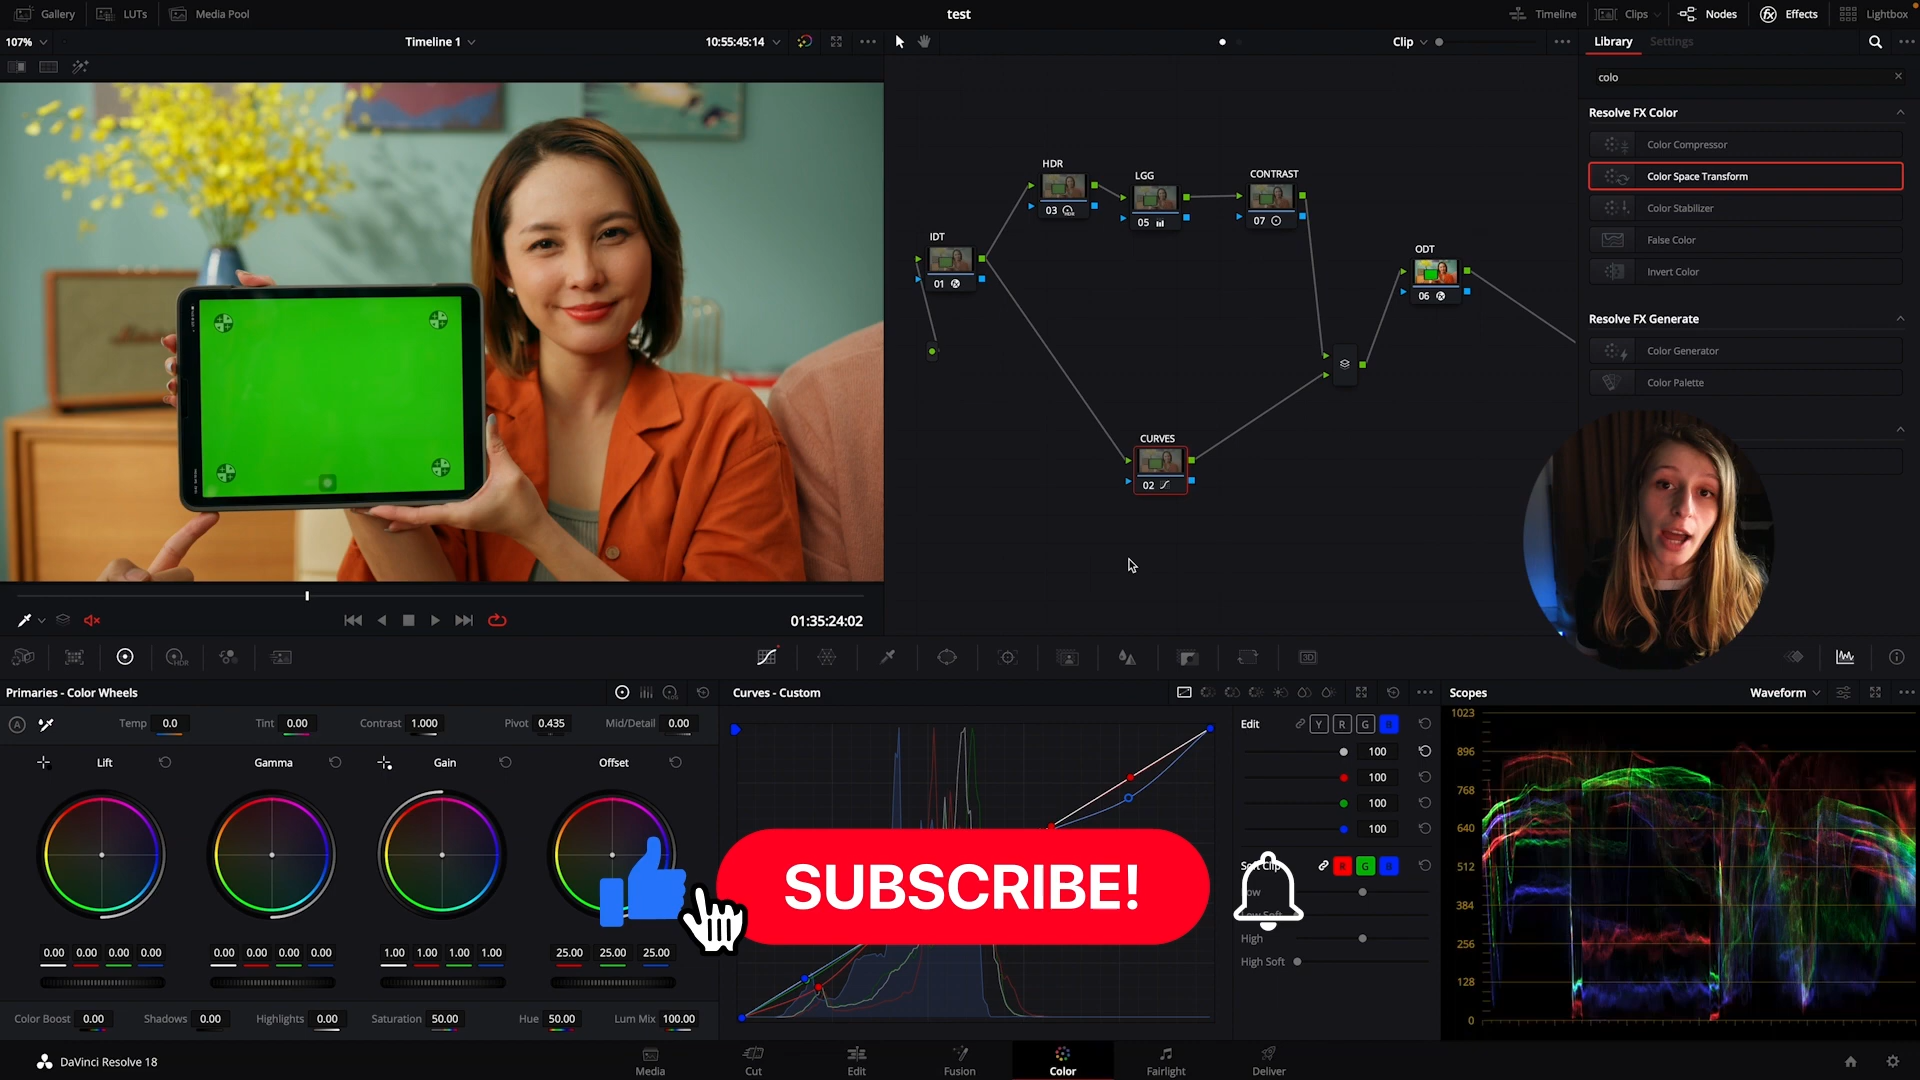 Gallery LUTs Media Pool test Timeline Clips Nodes Effects Lightbox
107% Timeline 1 10:55:45:14 Clip Library Settings
colo
Resolve FX Color
Color Compressor
Color Space Transform
Color Stabilizer
False Color
Invert Color
Resolve FX Generate
Color Generator
Color Palette
HDR
03
LGG
05
CONTRAST
07
IDT
01
ODT
06
CURVES
02
01:35:24:02
Primaries - Color Wheels
Temp 0.0 Tint 0.00 Contrast 1.000 Pivot 0.435 Mid/Detail 0.00
Lift Gamma Gain Offset
0.00 0.00 0.00 0.00 0.00 0.00 0.00 0.00 1.00 1.00 1.00 1.00 25.00 25.00 25.00
Color Boost 0.00 Shadows 0.00 Highlights 0.00 Saturation 50.00 Hue 50.00 Lum Mix 100.00
Curves - Custom
Edit Y R G B
100
100
100
100
Soft Clip R G B
Low
Low Soft
High
High Soft
SUBSCRIBE!
Scopes Waveform
1023
896
768
640
512
384
256
128
0
DaVinci Resolve 18
Media Cut Edit Fusion Color Fairlight Deliver